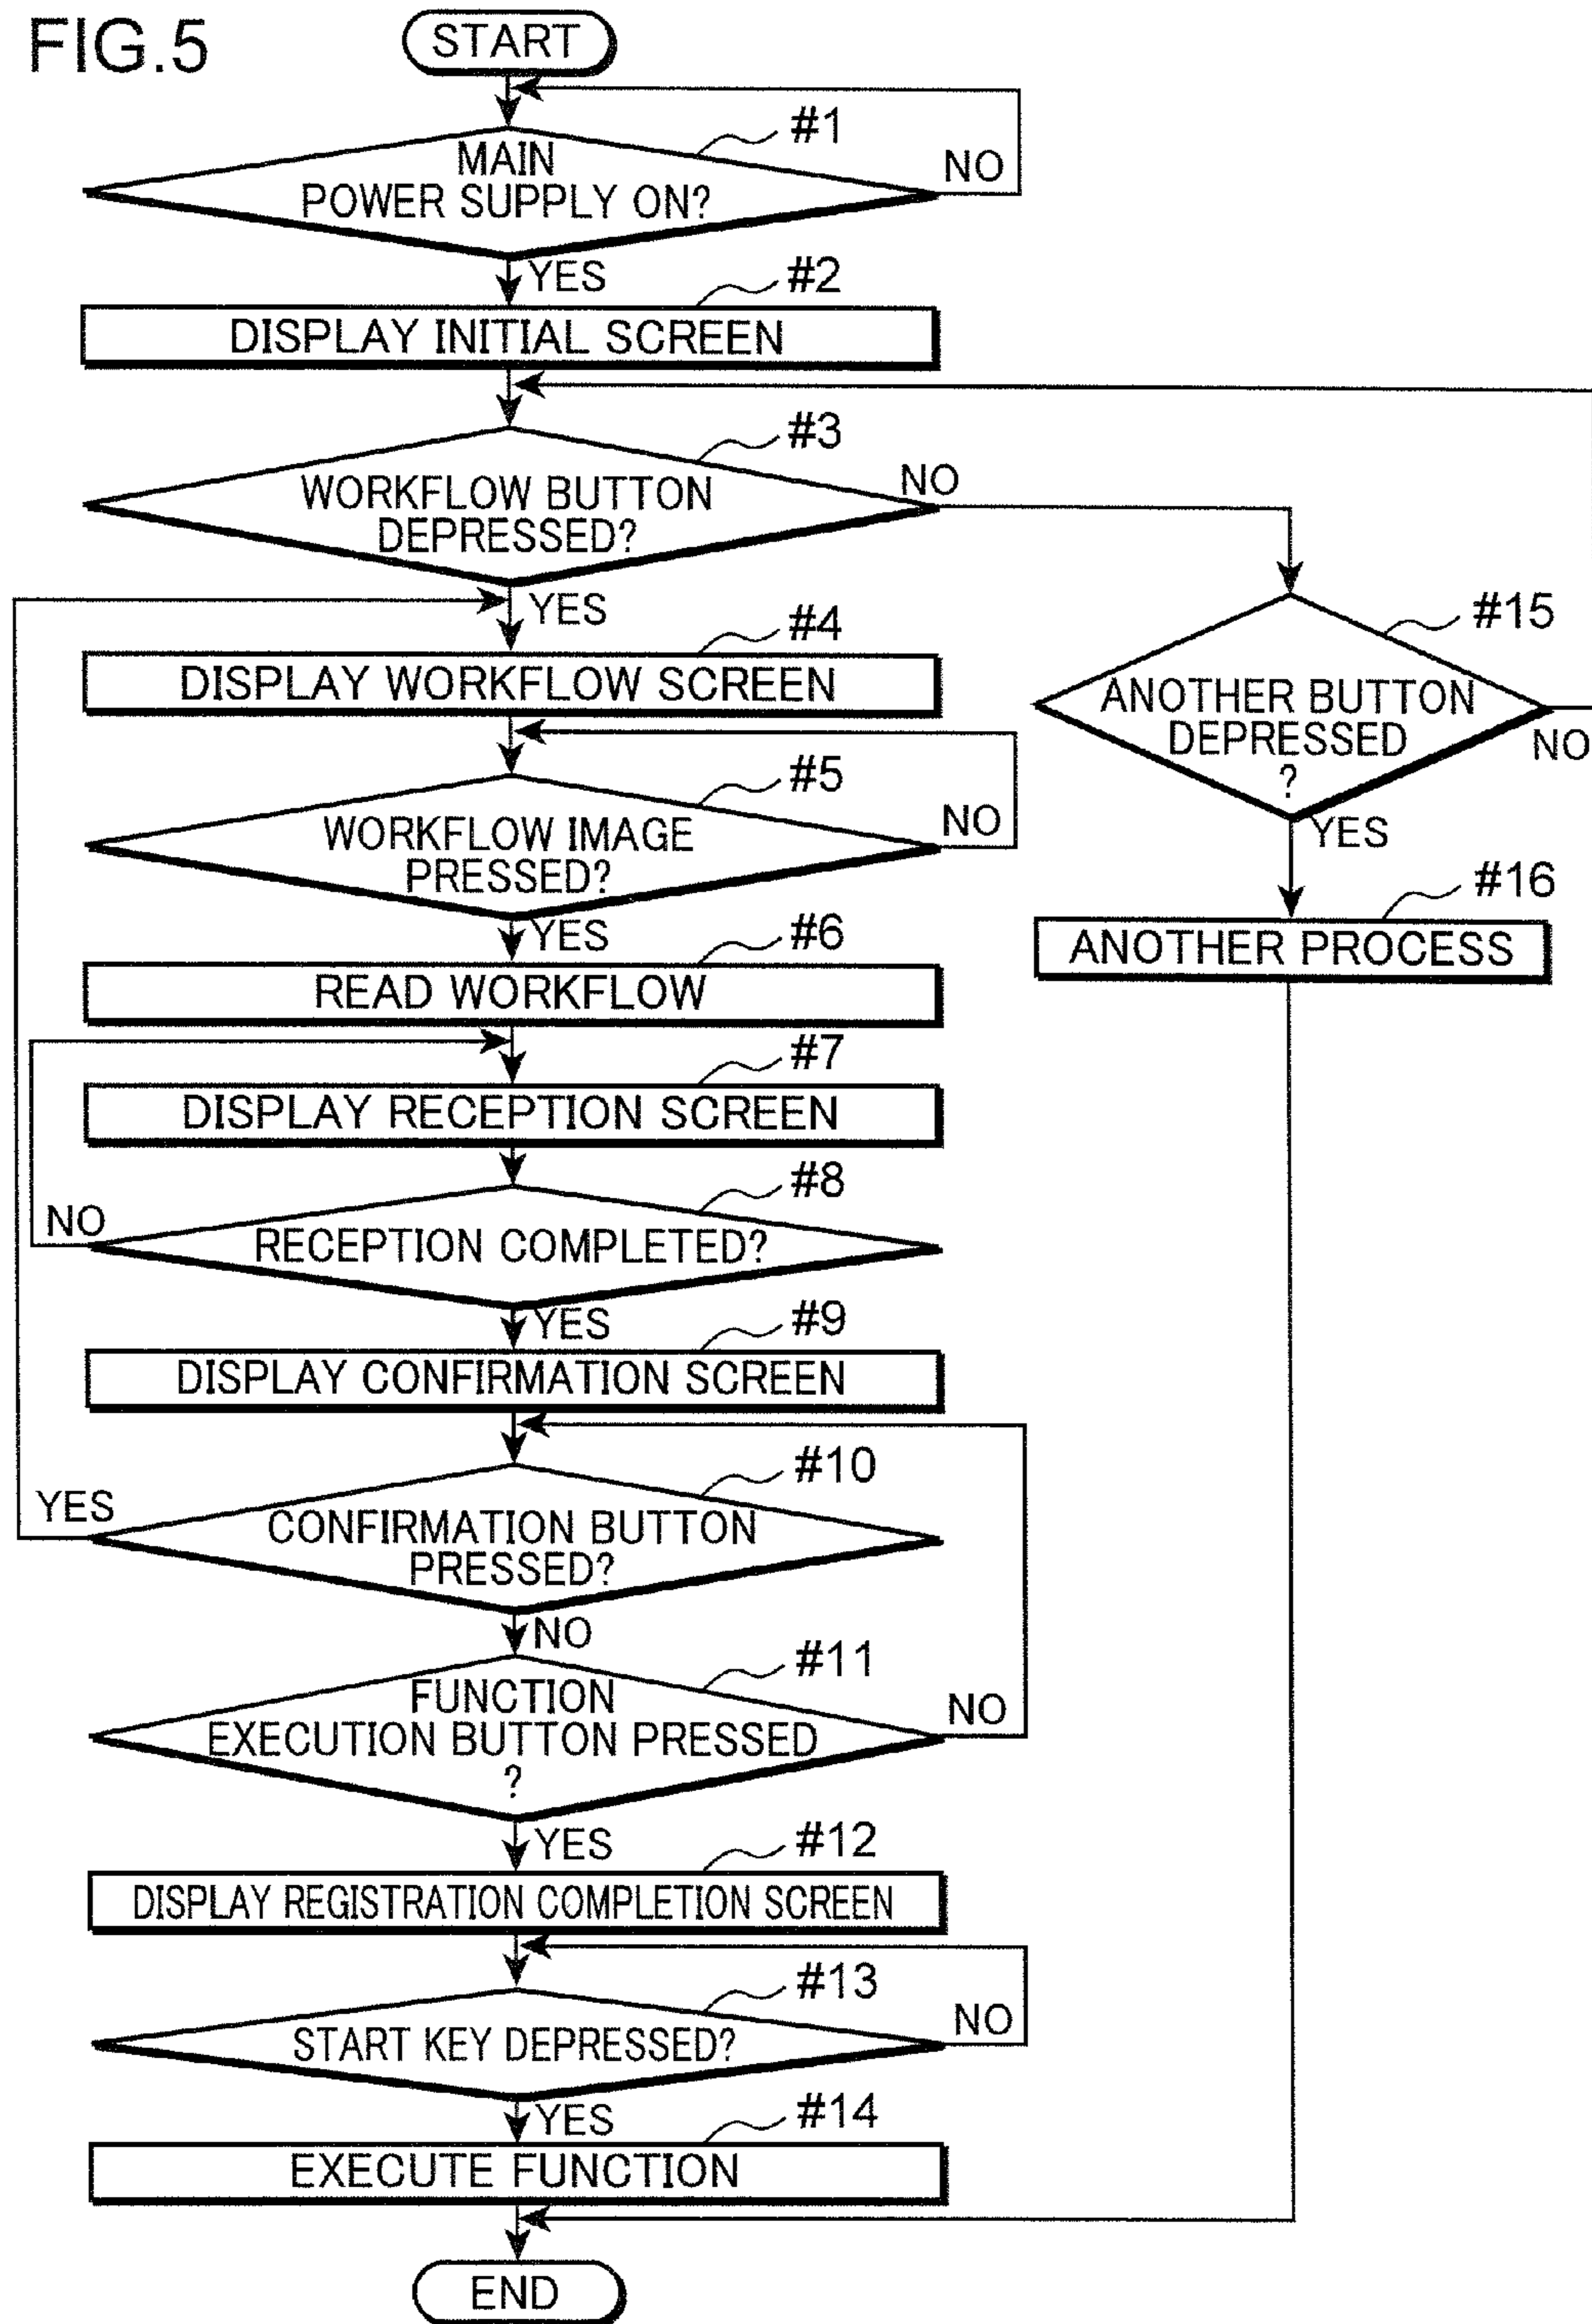 FIG.5
START
#1
MAIN
POWER SUPPLY ON?
NO
YES
#2
DISPLAY INITIAL SCREEN
#3
WORKFLOW BUTTON
DEPRESSED?
NO
YES
#4
DISPLAY WORKFLOW SCREEN
#15
ANOTHER BUTTON
DEPRESSED
?
NO
YES
#16
ANOTHER PROCESS
#5
WORKFLOW IMAGE
PRESSED?
NO
YES
#6
READ WORKFLOW
#7
DISPLAY RECEPTION SCREEN
#8
NO
RECEPTION COMPLETED?
YES
#9
DISPLAY CONFIRMATION SCREEN
#10
YES
CONFIRMATION BUTTON
PRESSED?
NO
#11
FUNCTION
EXECUTION BUTTON PRESSED
?
NO
YES
#12
DISPLAY REGISTRATION COMPLETION SCREEN
#13
START KEY DEPRESSED?
NO
YES
#14
EXECUTE FUNCTION
END